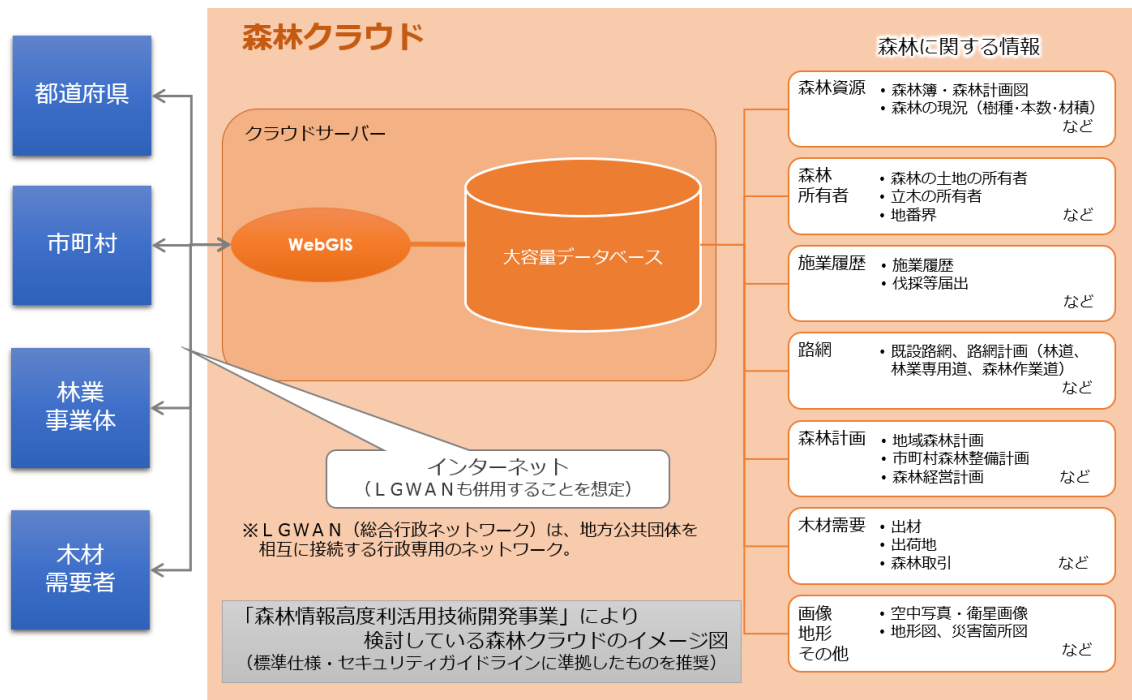 森林クラウド
都道府県
市町村
林業
事業体
木材
需要者
クラウドサーバー
WebGIS
大容量データベース
インターネット
（ＬＧＷＡＮも併用することを想定）
※ＬＧＷＡＮ（総合行政ネットワーク）は、地方公共団体を
相互に接続する行政専用のネットワーク。
「森林情報高度利活用技術開発事業」により
検討している森林クラウドのイメージ図
（標準仕様・セキュリティガイドラインに準拠したものを推奨）
森林に関する情報
森林資源
・森林簿・森林計画図
・森林の現況（樹種･本数･材積）
など
森林
所有者
・森林の土地の所有者
・立木の所有者
・地番界 など
施業履歴
・施業履歴
・伐採等届出
など
路網
・既設路網、路網計画（林道、
林業専用道、森林作業道）
など
森林計画
・地域森林計画
・市町村森林整備計画
・森林経営計画 など
木材需要
・出材
・出荷地
・森林取引 など
画像
地形
その他
・空中写真・衛星画像
・地形図、災害箇所図
など